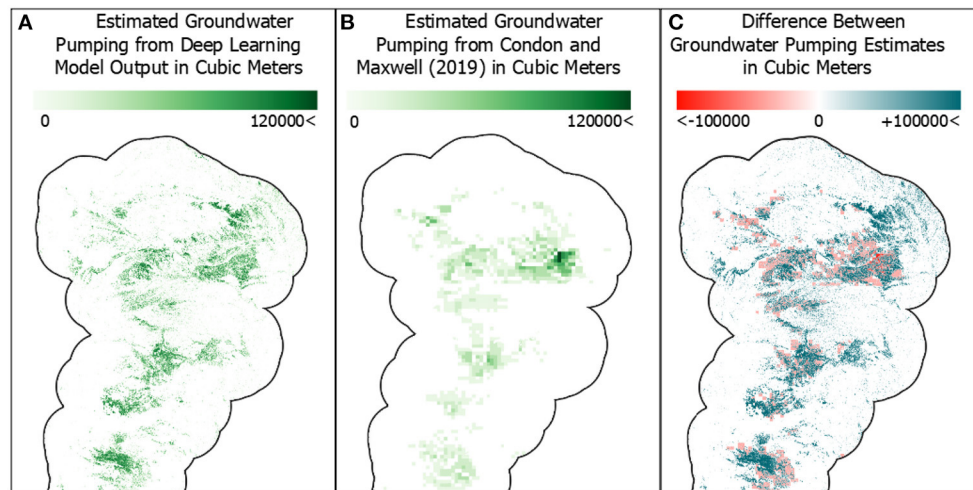 A
Estimated Groundwater
Pumping from Deep Learning
Model Output in Cubic Meters
0
120000<
B
Estimated Groundwater
Pumping from Condon and
Maxwell (2019) in Cubic Meters
0
120000<
C
Difference Between
Groundwater Pumping Estimates
in Cubic Meters
<-100000
0
+100000<